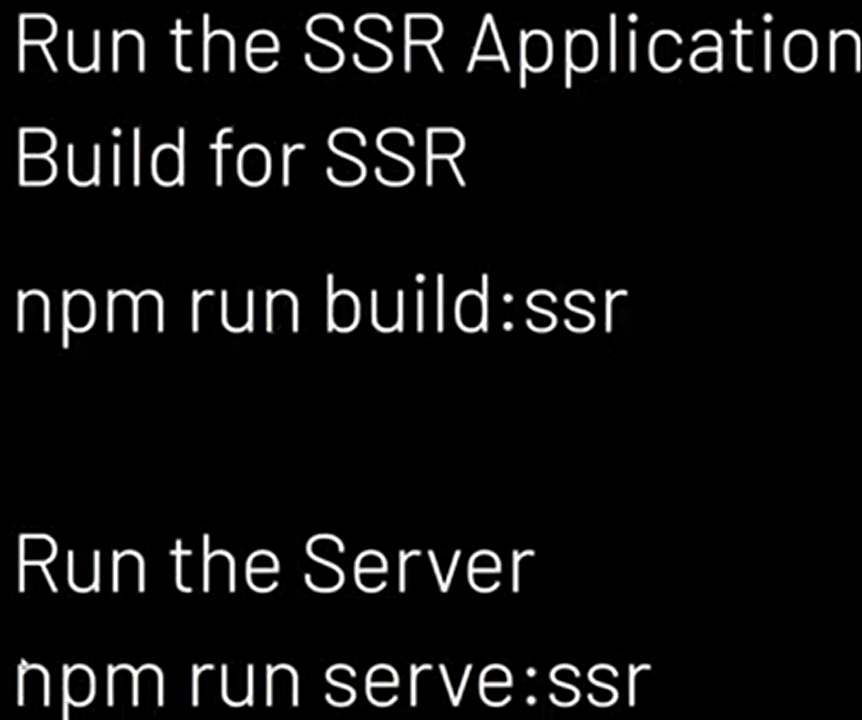 Run the SSR Application
Build for SSR
npm run build:ssr
Run the Server
npm run serve:ssr